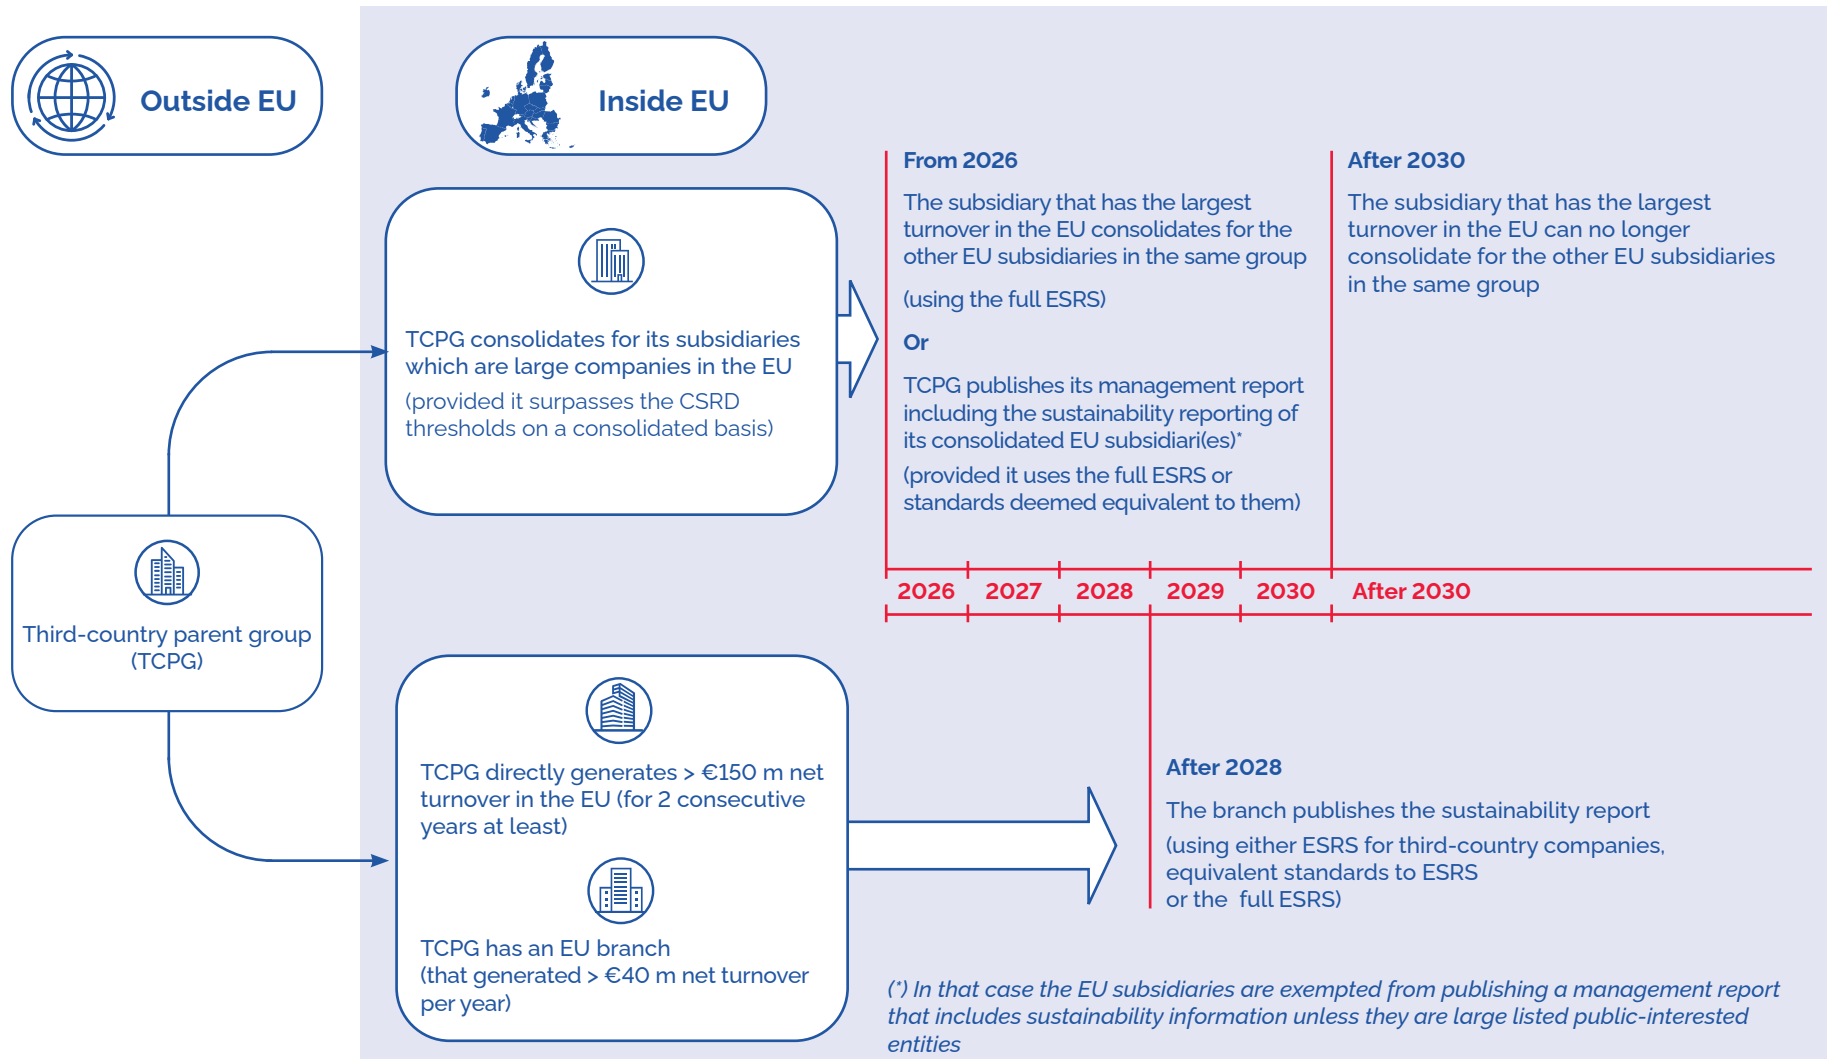 Outside EU
Inside EU
Third-country parent group
(TCPG)
TCPG consolidates for its subsidiaries
which are large companies in the EU
(provided it surpasses the CSRD
thresholds on a consolidated basis)
From 2026
The subsidiary that has the largest
turnover in the EU consolidates for the
other EU subsidiaries in the same group
(using the full ESRS)
Or
TCPG publishes its management report
including the sustainability reporting of
its consolidated EU subsidiari(es)*
(provided it uses the full ESRS or
standards deemed equivalent to them)
After 2030
The subsidiary that has the largest
turnover in the EU can no longer
consolidate for the other EU subsidiaries
in the same group
2026 2027 2028 2029 2030 After 2030
TCPG directly generates > €150 m net
turnover in the EU (for 2 consecutive
years at least)
TCPG has an EU branch
(that generated > €40 m net turnover
per year)
After 2028
The branch publishes the sustainability report
(using either ESRS for third-country companies,
equivalent standards to ESRS
or the full ESRS)
(*) In that case the EU subsidiaries are exempted from publishing a management report
that includes sustainability information unless they are large listed public-interested
entities